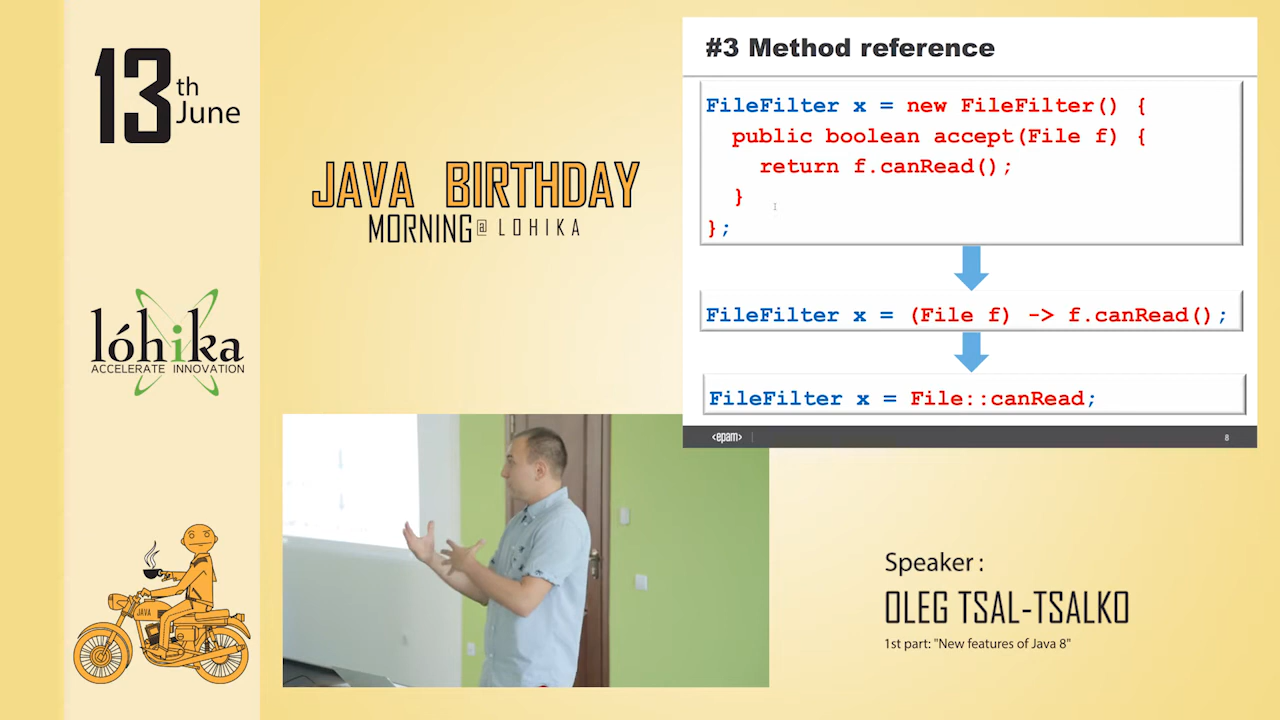 13th
June
lóhika
ACCELERATE INNOVATION
JAVA
JAVA BIRTHDAY
MORNING @ LOHIKA
#3 Method reference
FileFilter x = new FileFilter() {
public boolean accept(File f) {
return f.canRead();
}
};
FileFilter x = (File f) -> f.canRead();
FileFilter x = File::canRead;
<epam>
8
Speaker :
OLEG TSAL-TSALKO
1st part: "New features of Java 8"